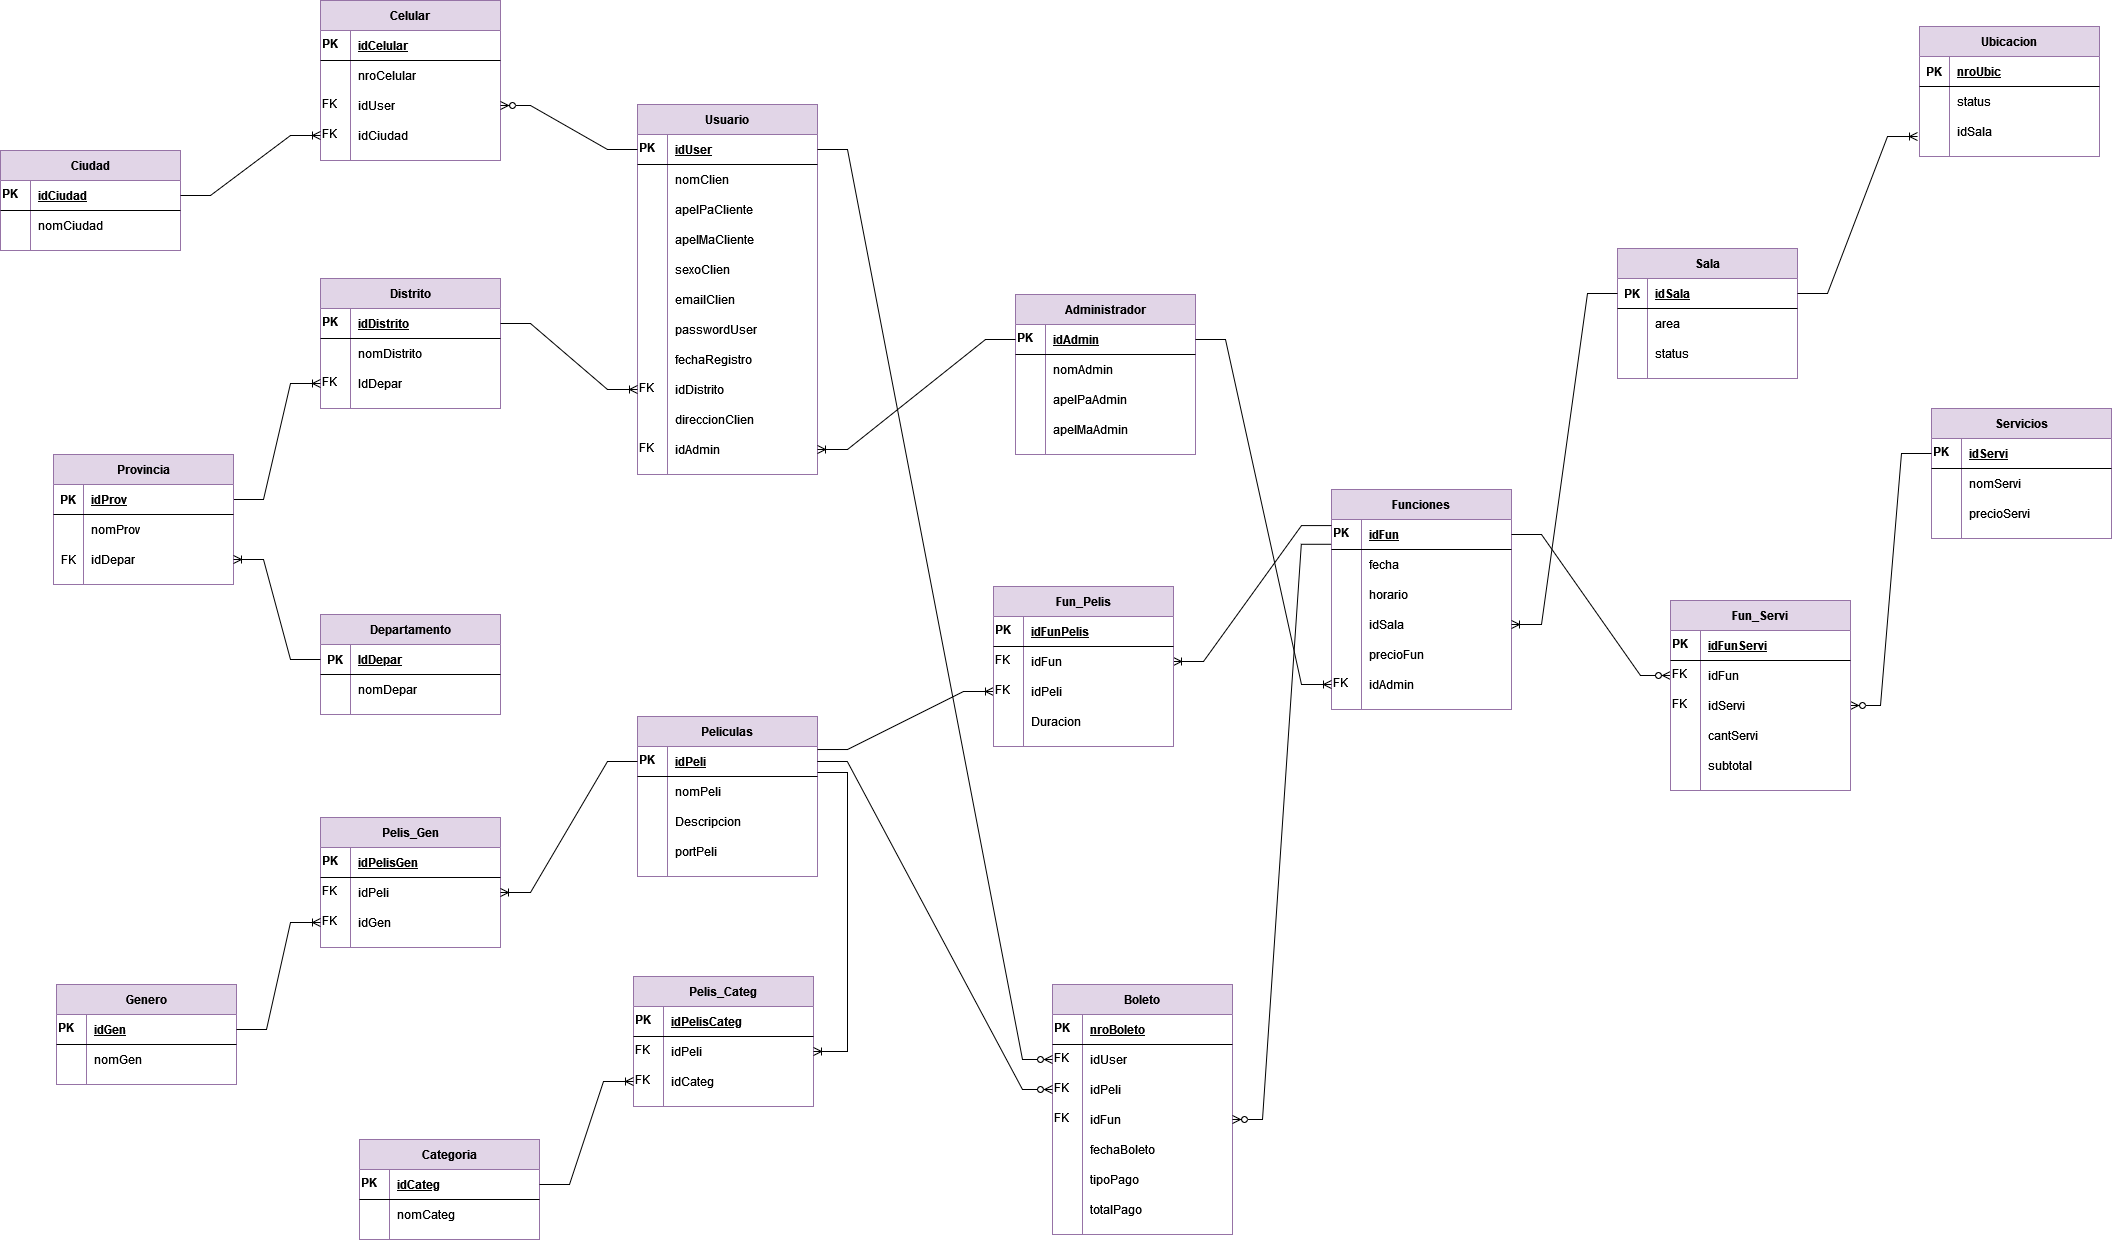 Celular
PK idCelular
nroCelular
FK idUser
FK idCiudad
Ciudad
PK idCiudad
nomCiudad
Usuario
PK idUser
nomClien
apelPaCliente
apelMaCliente
sexoClien
emailClien
passwordUser
fechaRegistro
FK idDistrito
direccionClien
FK idAdmin
Distrito
PK idDistrito
nomDistrito
FK IdDepar
Provincia
PK idProv
nomProv
FK idDepar
Departamento
PK IdDepar
nomDepar
Administrador
PK idAdmin
nomAdmin
apelPaAdmin
apelMaAdmin
Ubicacion
PK nroUbic
status
idSala
Sala
PK idSala
area
status
Servicios
PK idServi
nomServi
precioServi
Funciones
PK idFun
fecha
horario
idSala
precioFun
FK idAdmin
Fun_Pelis
PK idFunPelis
FK idFun
FK idPeli
Duracion
Fun_Servi
PK idFunServi
FK idFun
FK idServi
cantServi
subtotal
Peliculas
PK idPeli
nomPeli
Descripcion
portPeli
Pelis_Gen
PK idPelisGen
FK idPeli
FK idGen
Genero
PK idGen
nomGen
Pelis_Categ
PK idPelisCateg
FK idPeli
FK idCateg
Categoria
PK idCateg
nomCateg
Boleto
PK nroBoleto
FK idUser
FK idPeli
FK idFun
fechaBoleto
tipoPago
totalPago